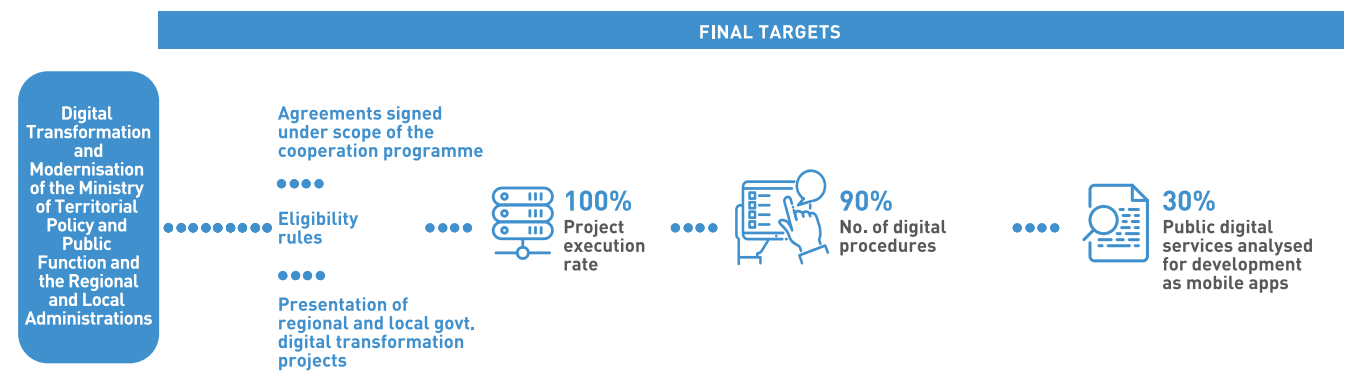 FINAL TARGETS
Digital
Transformation
and
Modernisation
of the Ministry
of Territorial
Policy and
Public
Function and
the Regional
and Local
Administrations
Agreements signed
under scope of the
cooperation programme
Eligibility
rules
Presentation of
regional and local govt.
digital transformation
projects
100%
Project
execution
rate
90%
No. of digital
procedures
30%
Public digital
services analysed
for development
as mobile apps